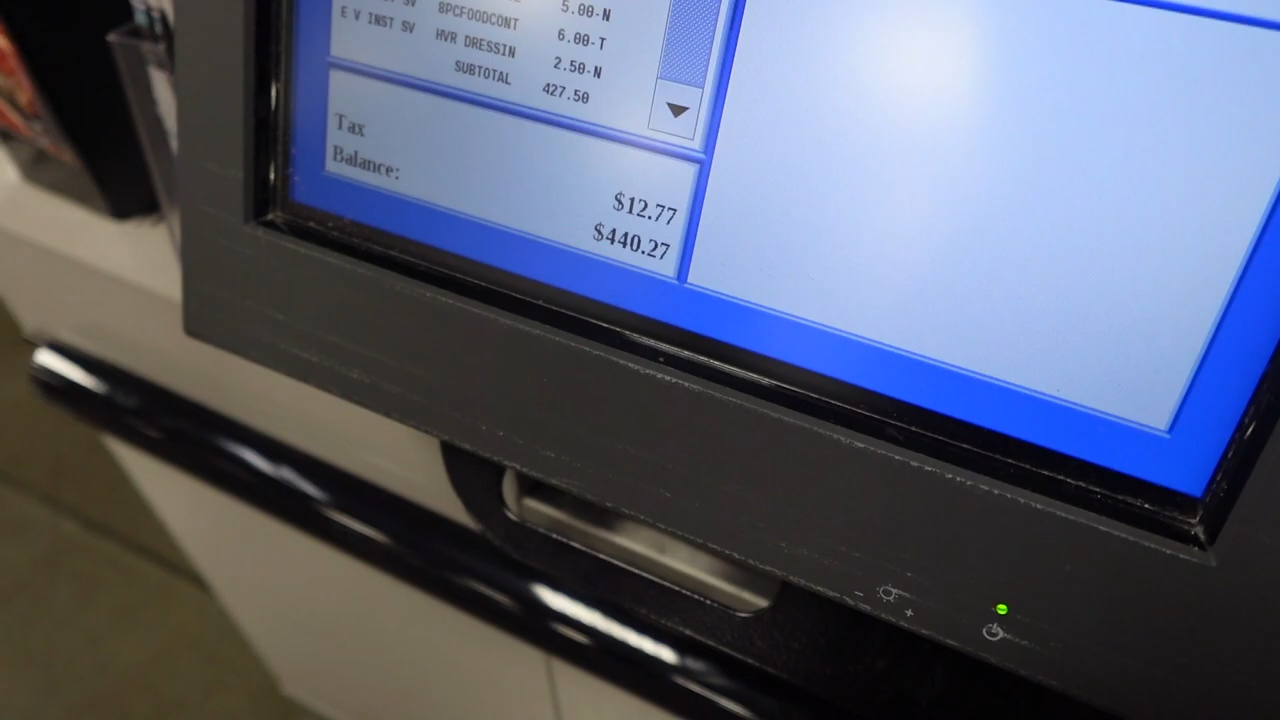 5.00-N
SV 8PCFOODCONT 6.00-T
E V INST SV HVR DRESSIN 2.50-N
SUBTOTAL 427.50
Tax $12.77
Balance: $440.27